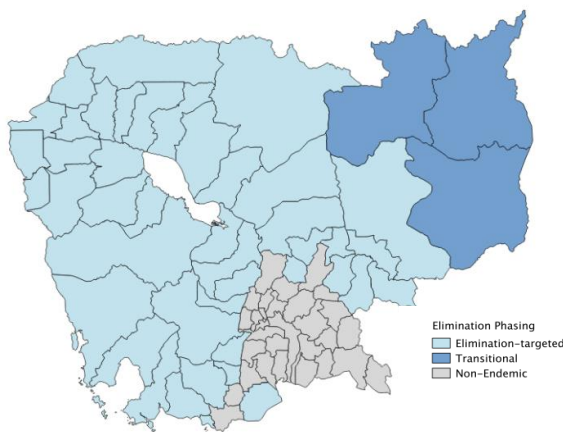 Elimination Phasing
Elimination-targeted
Transitional
Non-Endemic